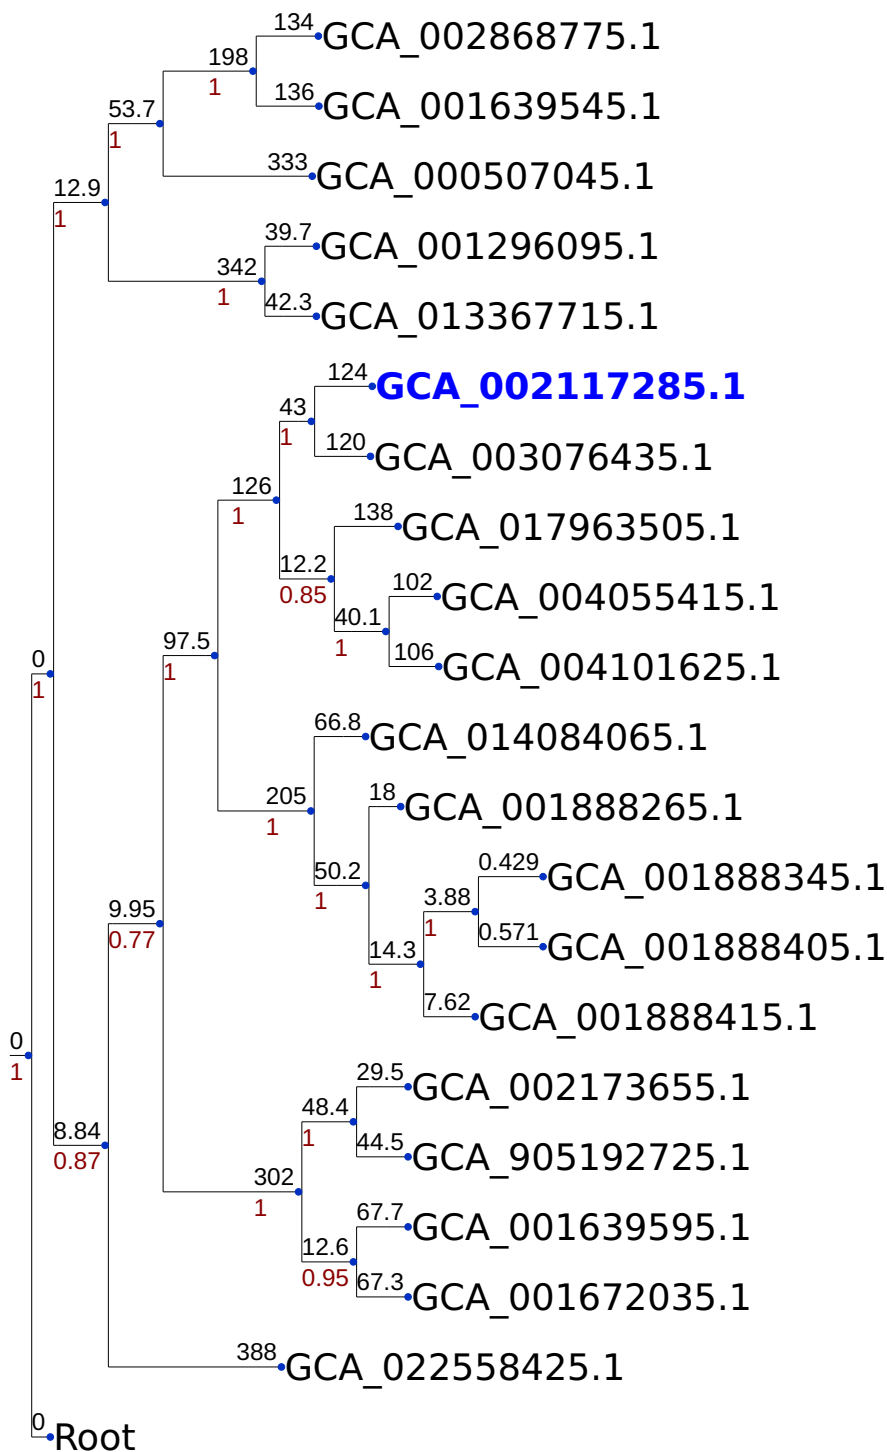 134
GCA_002868775.1
198
1
136
GCA_001639545.1
53.7
1
333
GCA_000507045.1
12.9
1
39.7
GCA_001296095.1
342
1
42.3
GCA_013367715.1
124
GCA_002117285.1
43
1
120
GCA_003076435.1
126
1
138
GCA_017963505.1
12.2
0.85
102
GCA_004055415.1
40.1
1
106
GCA_004101625.1
0
1
97.5
1
66.8
GCA_014084065.1
205
1
18
GCA_001888265.1
50.2
1
0.429
GCA_001888345.1
3.88
1
0.571
GCA_001888405.1
9.95
0.77
14.3
1
7.62
GCA_001888415.1
0
1
29.5
GCA_002173655.1
48.4
1
44.5
GCA_905192725.1
8.84
0.87
302
1
67.7
GCA_001639595.1
12.6
0.95
67.3
GCA_001672035.1
388
GCA_022558425.1
0
Root